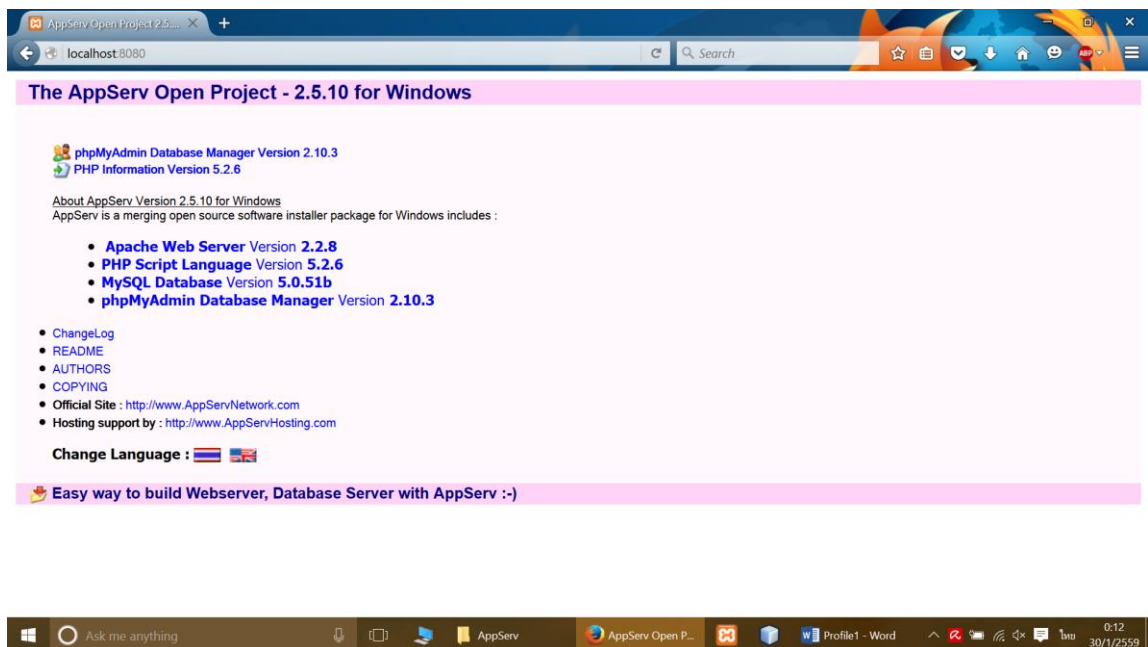 AppServ Open Project 2.5....
localhost:8080
Search
ABP
The AppServ Open Project - 2.5.10 for Windows
phpMyAdmin Database Manager Version 2.10.3
PHP Information Version 5.2.6
About AppServ Version 2.5.10 for Windows
AppServ is a merging open source software installer package for Windows includes :
Apache Web Server Version 2.2.8
PHP Script Language Version 5.2.6
MySQL Database Version 5.0.51b
phpMyAdmin Database Manager Version 2.10.3
ChangeLog
README
AUTHORS
COPYING
Official Site : http://www.AppServNetwork.com
Hosting support by : http://www.AppServHosting.com
Change Language :
Easy way to build Webserver, Database Server with AppServ :-)
Ask me anything
AppServ
AppServ Open P...
Profile1 - Word
ไทย
0:12
30/1/2559